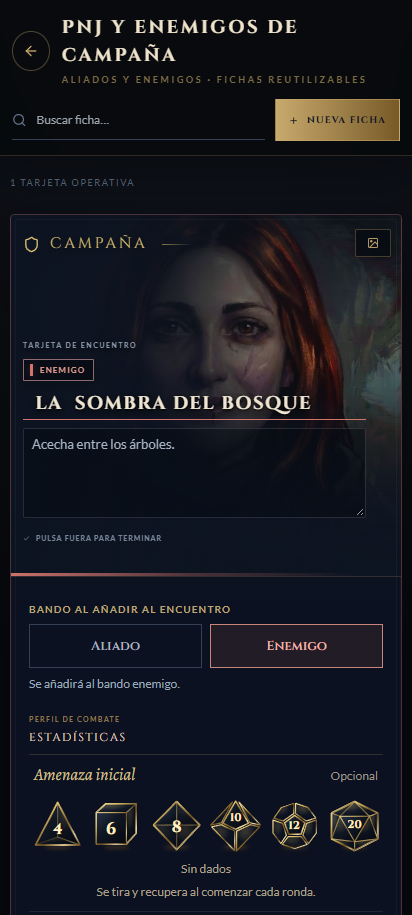 PNJ Y ENEMIGOS DE
CAMPAÑA
ALIADOS Y ENEMIGOS • FICHAS REUTILIZABLES
Buscar ficha...
+ NUEVA FICHA
1 TARJETA OPERATIVA
CAMPAÑA
TARJETA DE ENCUENTRO
ENEMIGO
LA SOMBRA DEL BOSQUE
Acecha entre los árboles.
✓ PULSA FUERA PARA TERMINAR
BANDO AL AÑADIR AL ENCUENTRO
ALIADO
ENEMIGO
Se añadirá al bando enemigo.
PERFIL DE COMBATE
ESTADÍSTICAS
Amenaza inicial
Opcional
4 6 8 10 12 20
Sin dados
Se tira y recupera al comenzar cada ronda.